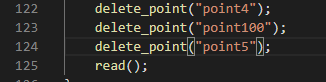 122 delete_point("point4");
123 delete_point("point100");
124 delete_point("point5");
125 read();